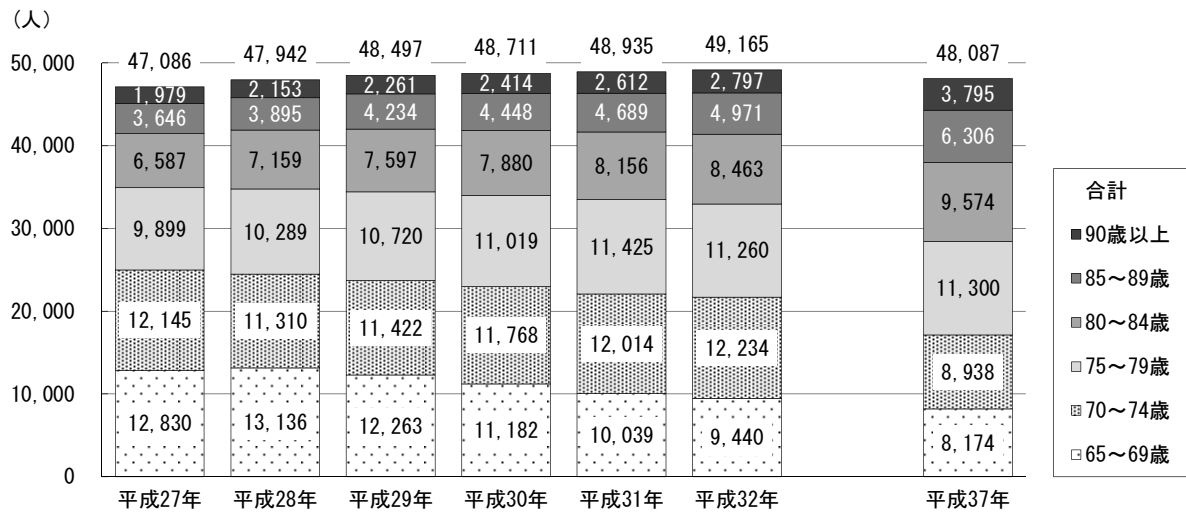 （人）
47,086 47,942 48,497 48,711 48,935 49,165 48,087
50,000
1,979 2,153 2,261 2,414 2,612 2,797 3,795
3,646 3,895 4,234 4,448 4,689 4,971 6,306
40,000
6,587 7,159 7,597 7,880 8,156 8,463 9,574
30,000
9,899 10,289 10,720 11,019 11,425 11,260 11,300
20,000
12,145 11,310 11,422 11,768 12,014 12,234 8,938
10,000
12,830 13,136 12,263 11,182 10,039 9,440 8,174
0
平成27年 平成28年 平成29年 平成30年 平成31年 平成32年 平成37年
合計
90歳以上
85～89歳
80～84歳
75～79歳
70～74歳
65～69歳